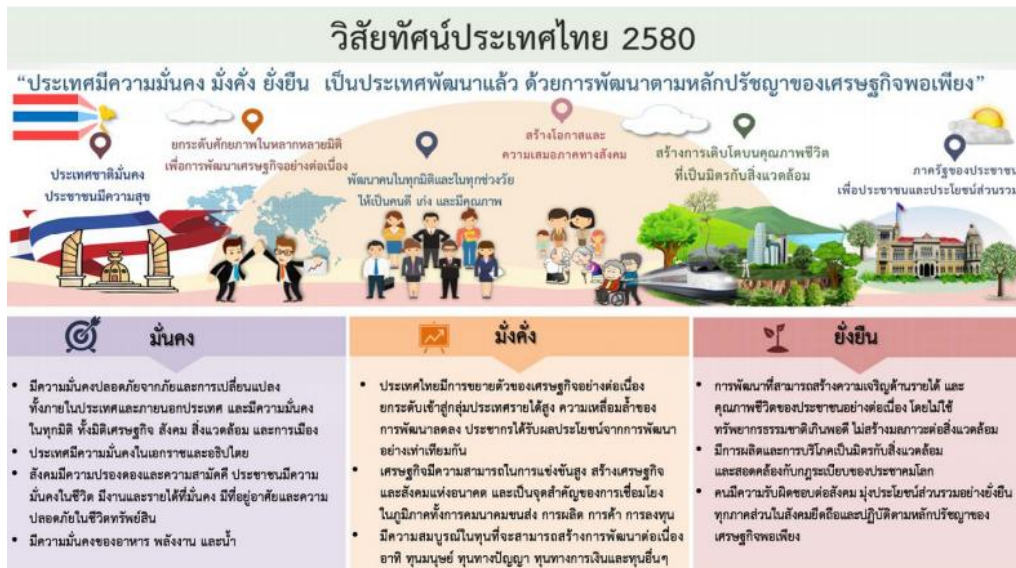 วิสัยทัศน์ประเทศไทย 2580
“ประเทศมีความมั่นคง มั่งคั่ง ยั่งยืน เป็นประเทศพัฒนาแล้ว ด้วยการพัฒนาตามหลักปรัชญาของเศรษฐกิจพอเพียง”
ประเทศชาติมั่นคง
ประชาชนมีความสุข
ยกระดับศักยภาพในหลากหลายมิติ
เพื่อการพัฒนาเศรษฐกิจอย่างต่อเนื่อง
พัฒนาคนในทุกมิติและในทุกช่วงวัย
ให้เป็นคนดี เก่ง และมีคุณภาพ
สร้างโอกาสและ
ความเสมอภาคทางสังคม
สร้างการเติบโตบนคุณภาพชีวิต
ที่เป็นมิตรกับสิ่งแวดล้อม
ภาครัฐของประชาชน
เพื่อประชาชนและประโยชน์ส่วนรวม
มั่นคง
• มีความมั่นคงปลอดภัยจากภัยและการเปลี่ยนแปลง
ทั้งภายในประเทศและภายนอกประเทศ และมีความมั่นคง
ในทุกมิติ ทั้งมิติเศรษฐกิจ สังคม สิ่งแวดล้อม และการเมือง
• ประเทศมีความมั่นคงในเอกราชและอธิปไตย
• สังคมมีความปรองดองและความสามัคคี ประชาชนมีความ
มั่นคงในชีวิต มีงานและรายได้ที่มั่นคง มีที่อยู่อาศัยและความ
ปลอดภัยในชีวิตทรัพย์สิน
• มีความมั่นคงของอาหาร พลังงาน และน้ำ
มั่งคั่ง
• ประเทศไทยมีการขยายตัวของเศรษฐกิจอย่างต่อเนื่อง
ยกระดับเข้าสู่กลุ่มประเทศรายได้สูง ความเหลื่อมล้ำของ
การพัฒนาลดลง ประชากรได้รับผลประโยชน์จากการพัฒนา
อย่างเท่าเทียมกัน
• เศรษฐกิจมีความสามารถในการแข่งขันสูง สร้างเศรษฐกิจ
และสังคมแห่งอนาคต และเป็นจุดสำคัญของการเชื่อมโยง
ในภูมิภาคทั้งการคมนาคมขนส่ง การผลิต การค้า การลงทุน
• มีความสมบูรณ์ในทุนที่จะสามารถสร้างการพัฒนาต่อเนื่อง
อาทิ ทุนมนุษย์ ทุนทางปัญญา ทุนทางการเงินและทุนอื่นๆ
ยั่งยืน
• การพัฒนาที่สามารถสร้างความเจริญด้านรายได้ และ
คุณภาพชีวิตของประชาชนอย่างต่อเนื่อง โดยไม่ใช้
ทรัพยากรธรรมชาติเกินพอดี ไม่สร้างมลภาวะต่อสิ่งแวดล้อม
• มีการผลิตและการบริโภคเป็นมิตรกับสิ่งแวดล้อม
และสอดคล้องกับกฎระเบียบของประชาคมโลก
• คนมีความรับผิดชอบต่อสังคม มุ่งประโยชน์ส่วนรวมอย่างยั่งยืน
ทุกภาคส่วนในสังคมยึดถือและปฏิบัติตามหลักปรัชญาของ
เศรษฐกิจพอเพียง